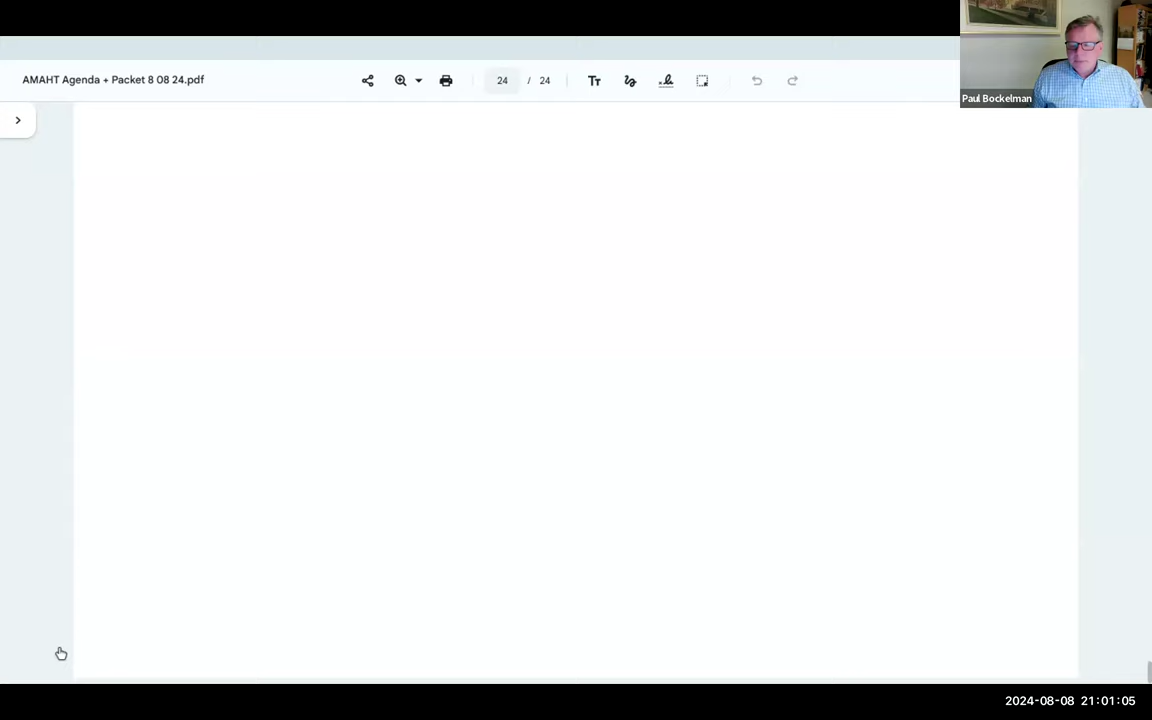 AMAHT Agenda + Packet 8 08 24.pdf
24 / 24
Paul Bockelman
2024-08-08 21:01:05